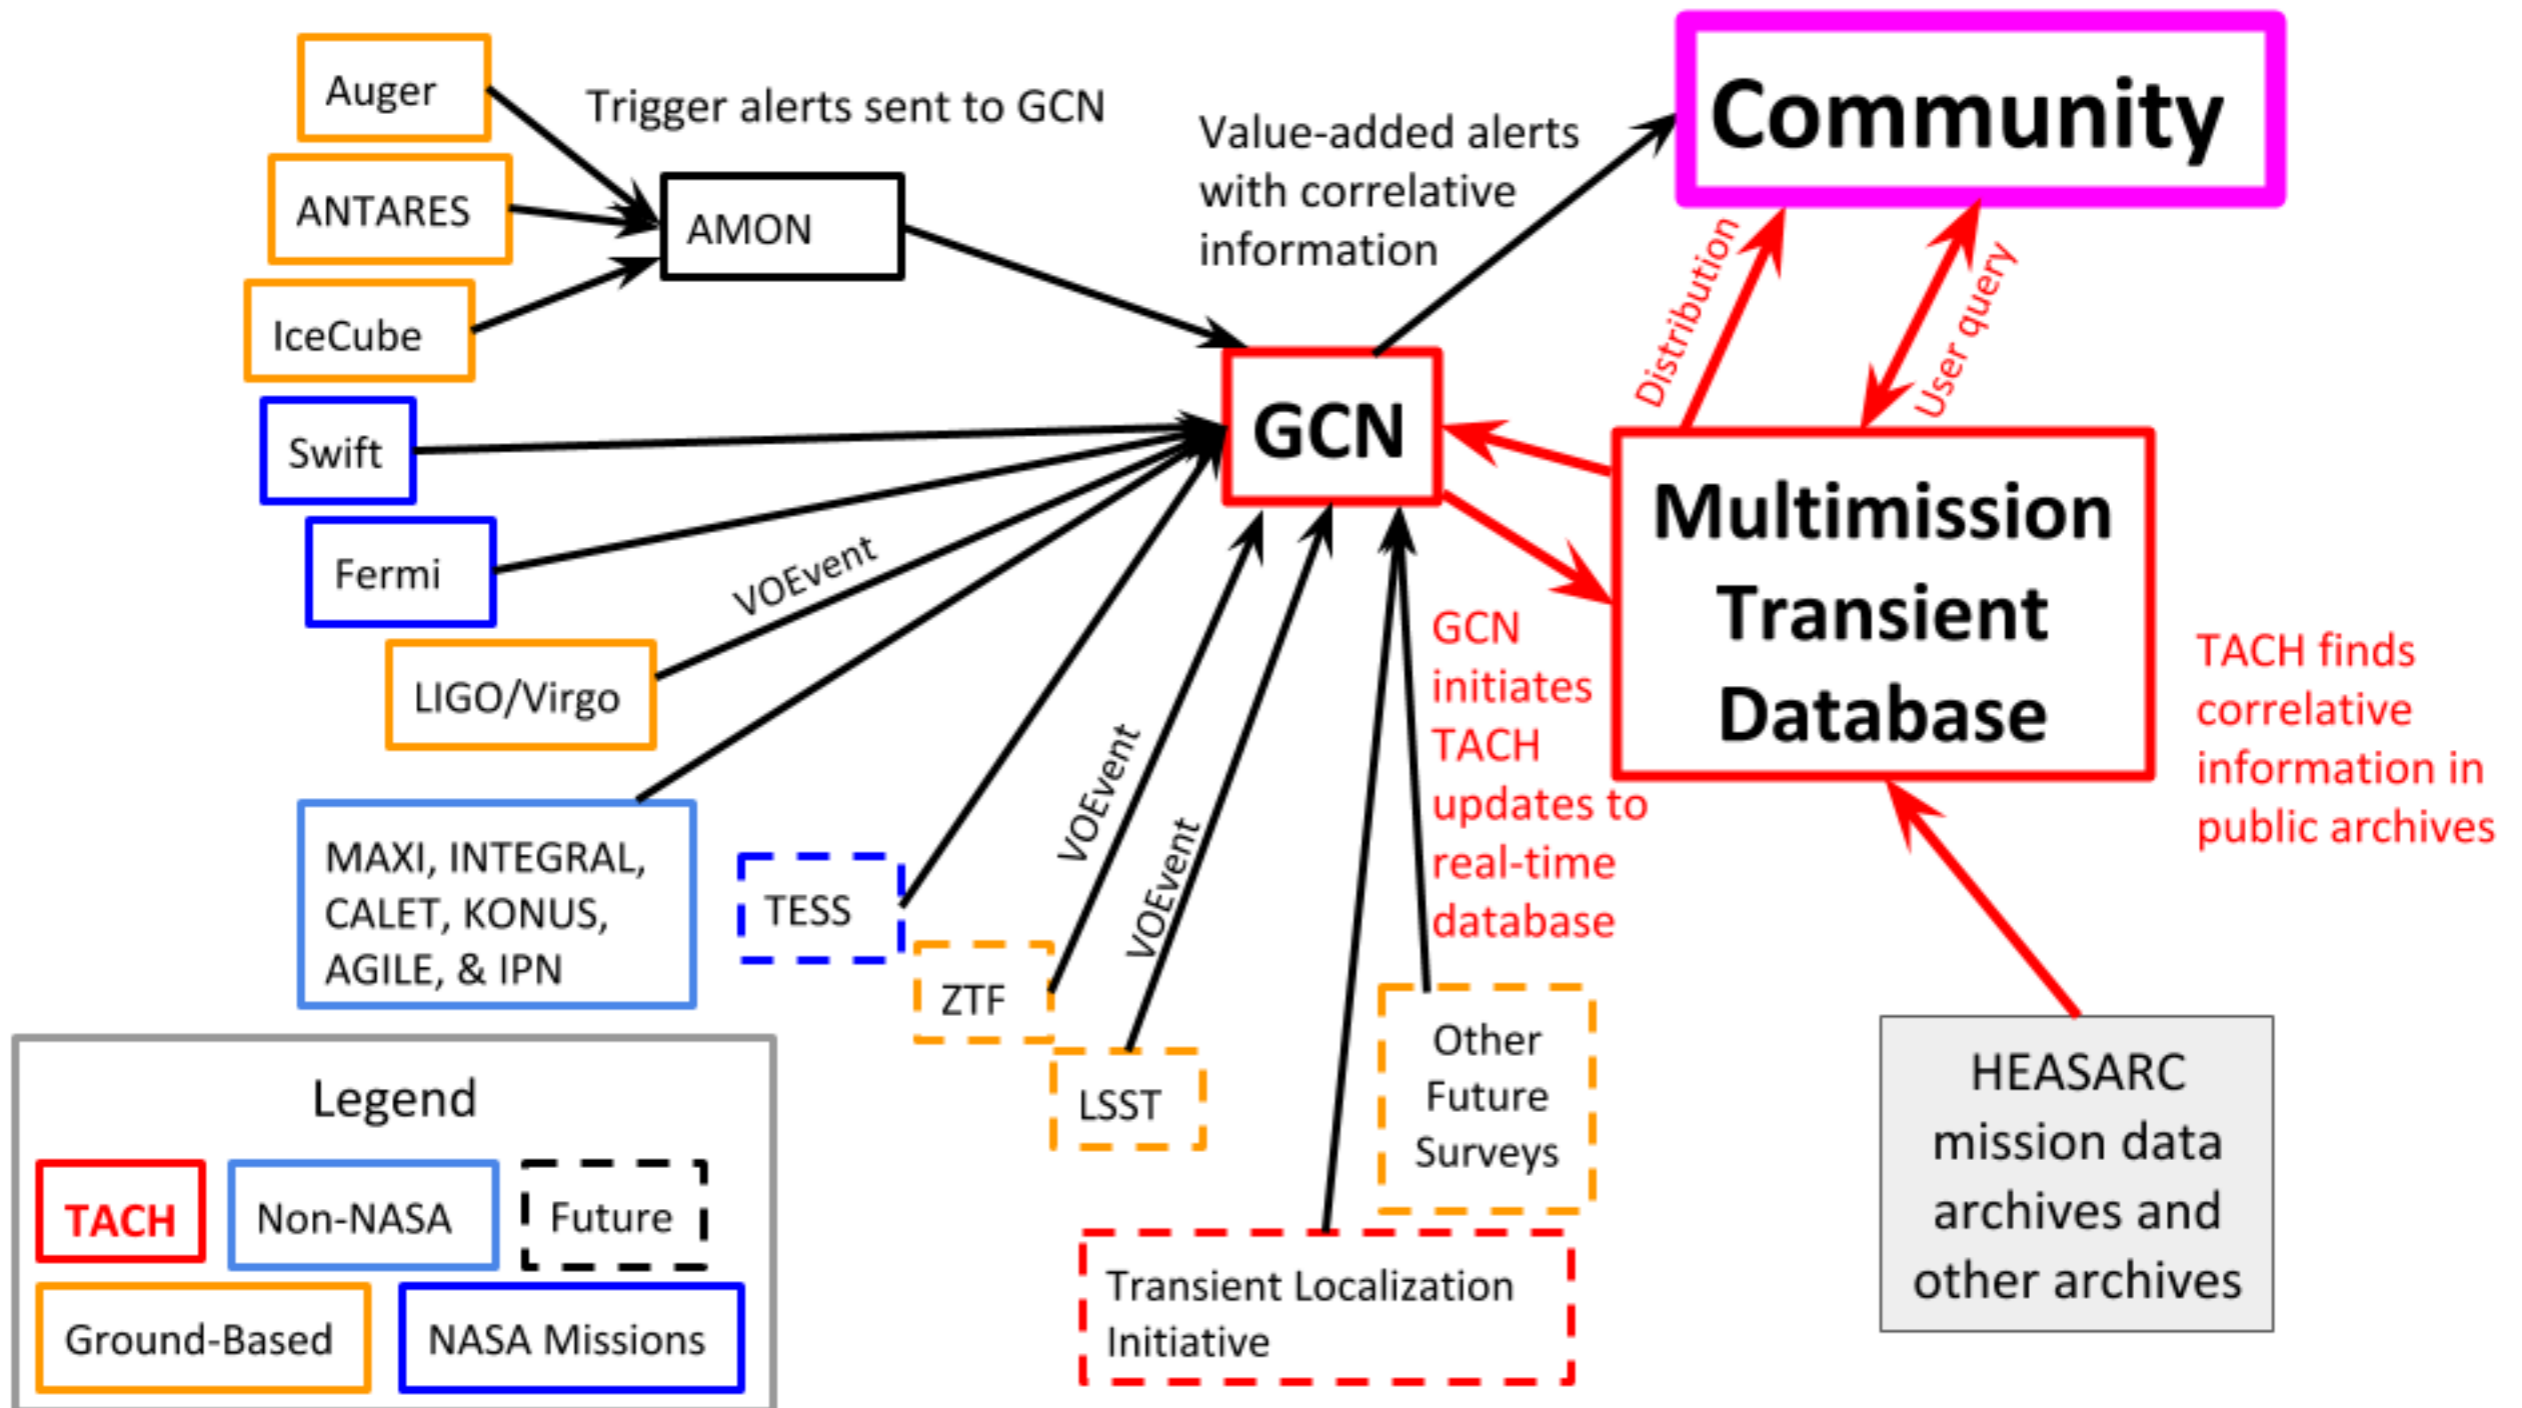 Auger
ANTARES
IceCube
Swift
Fermi
LIGO/Virgo
MAXI, INTEGRAL,
CALET, KONUS,
AGILE, & IPN
Trigger alerts sent to GCN
AMON
Value-added alerts
with correlative
information
Community
GCN
Distribution
User query
Multimission
Transient
Database
VOEvent
VOEvent
VOEvent
GCN
initiates
TACH
updates to
real-time
database
TACH finds
correlative
information in
public archives
TESS
ZTF
LSST
Other
Future
Surveys
Transient Localization
Initiative
HEASARC
mission data
archives and
other archives
Legend
TACH
Non-NASA
Future
Ground-Based
NASA Missions